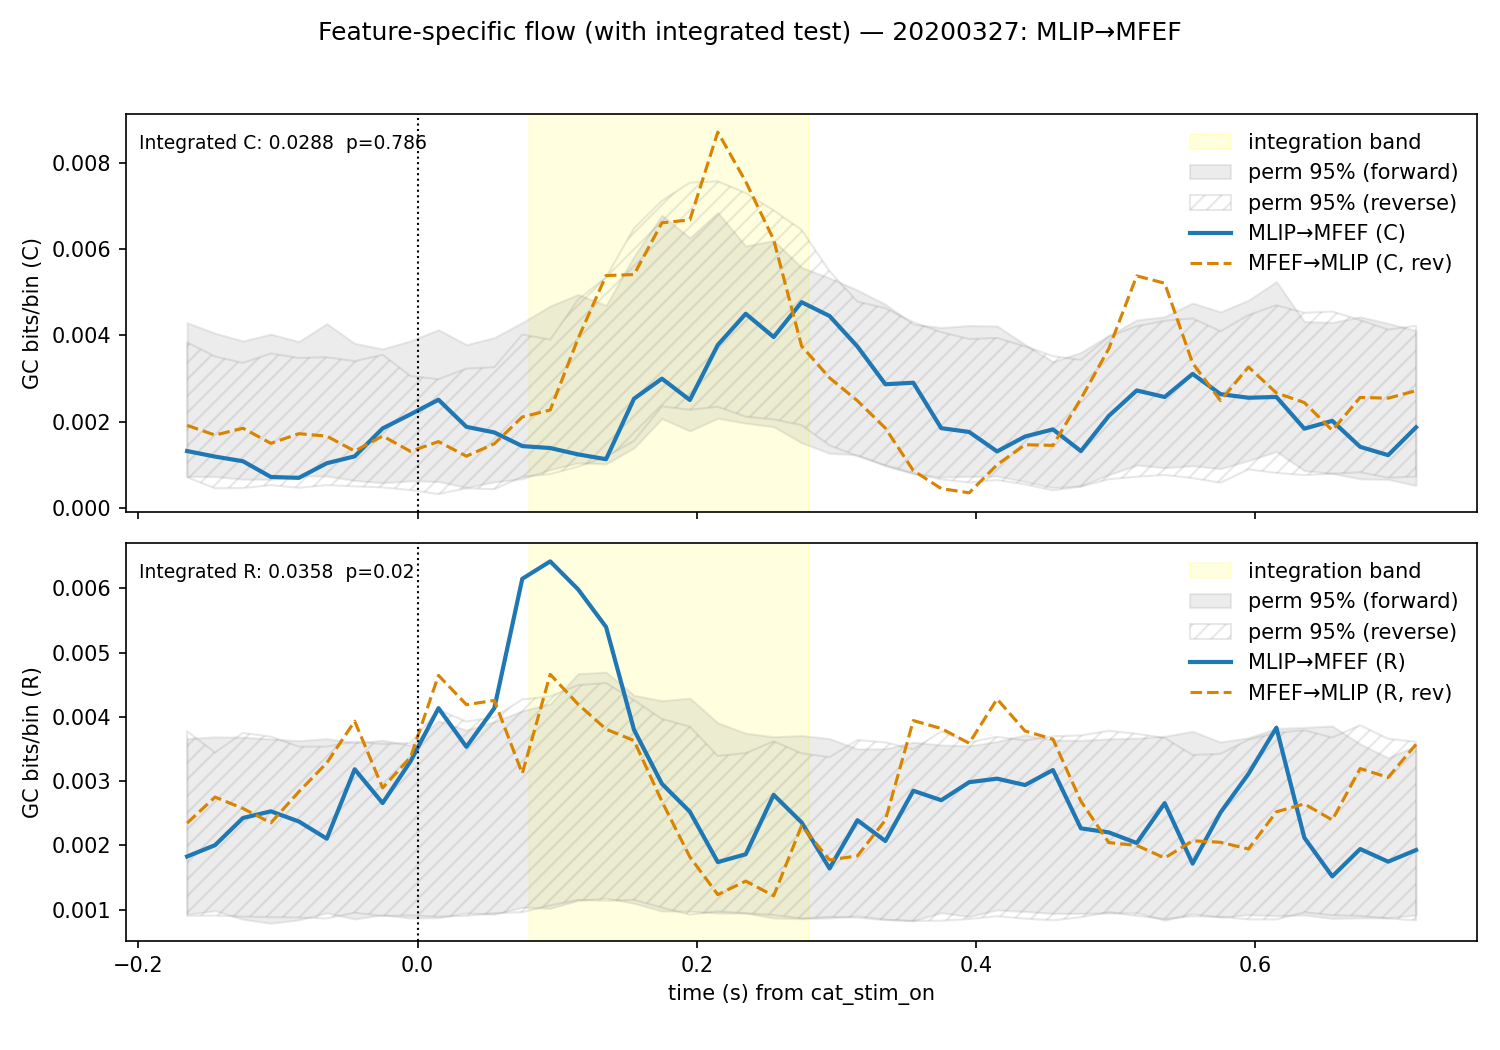 Feature-specific flow (with integrated test) — 20200327: MLIP→MFEF
Integrated C: 0.0288  p=0.786
integration band
perm 95% (forward)
perm 95% (reverse)
MLIP→MFEF (C)
MFEF→MLIP (C, rev)
GC bits/bin (C)
0.008
0.006
0.004
0.002
0.000
Integrated R: 0.0358  p=0.02
integration band
perm 95% (forward)
perm 95% (reverse)
MLIP→MFEF (R)
MFEF→MLIP (R, rev)
GC bits/bin (R)
0.006
0.005
0.004
0.003
0.002
0.001
−0.2
0.0
0.2
0.4
0.6
time (s) from cat_stim_on